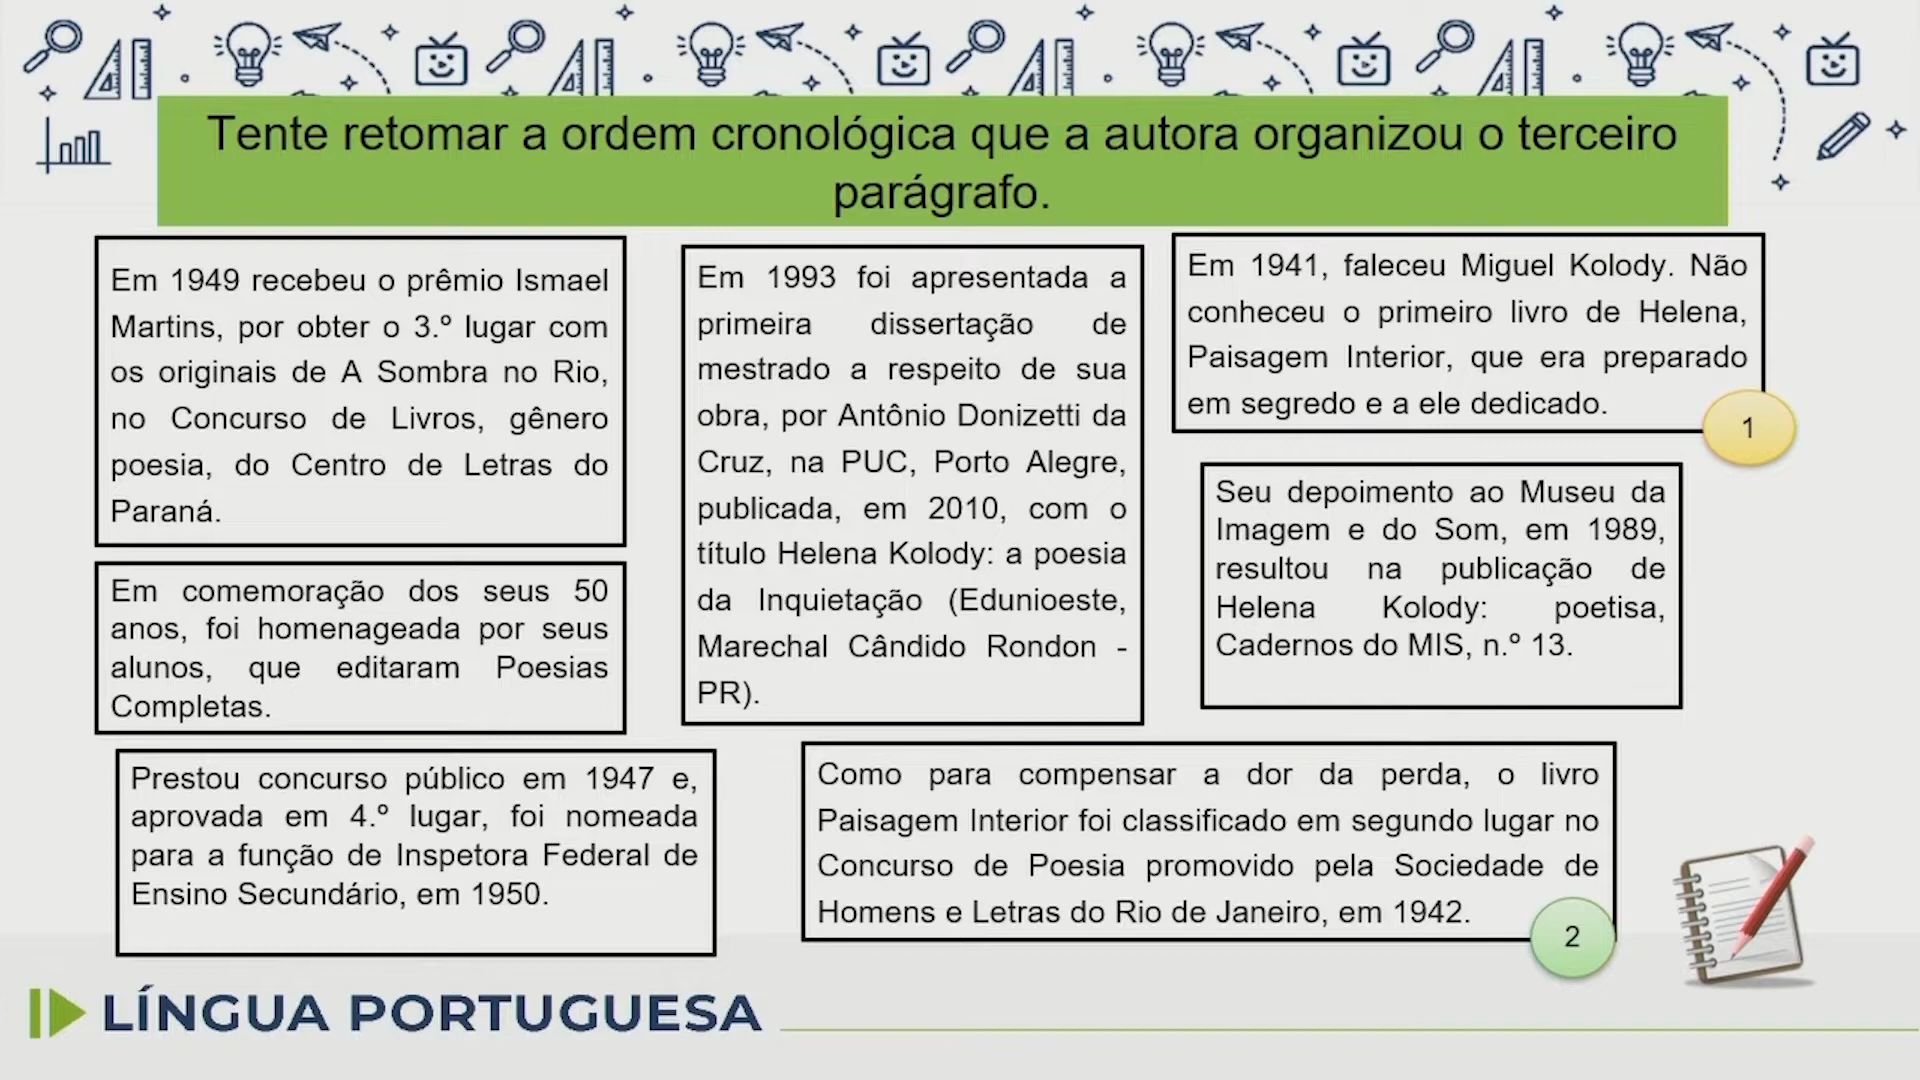 Tente retomar a ordem cronológica que a autora organizou o terceiro
parágrafo.
Em 1949 recebeu o prêmio Ismael
Martins, por obter o 3.º lugar com
os originais de A Sombra no Rio,
no Concurso de Livros, gênero
poesia, do Centro de Letras do
Paraná.
Em comemoração dos seus 50
anos, foi homenageada por seus
alunos, que editaram Poesias
Completas.
Prestou concurso público em 1947 e,
aprovada em 4.º lugar, foi nomeada
para a função de Inspetora Federal de
Ensino Secundário, em 1950.
Em 1993 foi apresentada a
primeira dissertação de
mestrado a respeito de sua
obra, por Antônio Donizetti da
Cruz, na PUC, Porto Alegre,
publicada, em 2010, com o
título Helena Kolody: a poesia
da Inquietação (Edunioeste,
Marechal Cândido Rondon -
PR).
Em 1941, faleceu Miguel Kolody. Não
conheceu o primeiro livro de Helena,
Paisagem Interior, que era preparado
em segredo e a ele dedicado.
1
Seu depoimento ao Museu da
Imagem e do Som, em 1989,
resultou na publicação de
Helena Kolody: poetisa,
Cadernos do MIS, n.º 13.
Como para compensar a dor da perda, o livro
Paisagem Interior foi classificado em segundo lugar no
Concurso de Poesia promovido pela Sociedade de
Homens e Letras do Rio de Janeiro, em 1942.
2
LÍNGUA PORTUGUESA